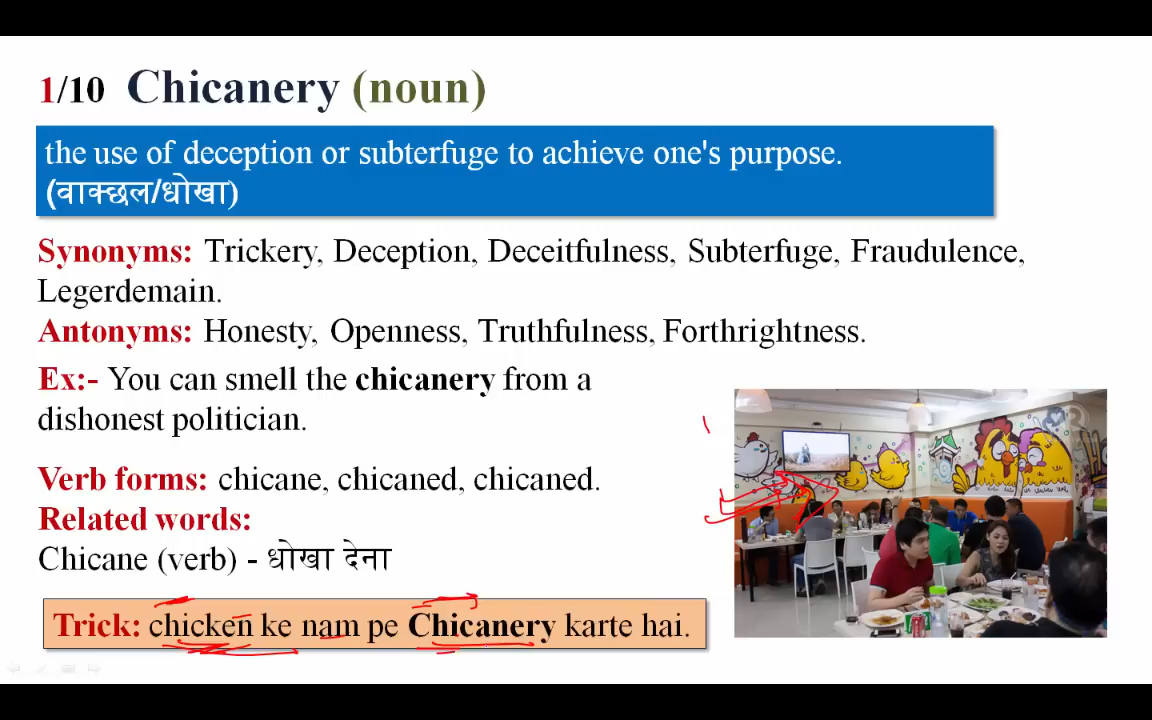 1/10 Chicanery (noun)
the use of deception or subterfuge to achieve one's purpose.
(वाक्छल/धोखा)
Synonyms: Trickery, Deception, Deceitfulness, Subterfuge, Fraudulence,
Legerdemain.
Antonyms: Honesty, Openness, Truthfulness, Forthrightness.
Ex:- You can smell the chicanery from a
dishonest politician.
Verb forms: chicane, chicaned, chicaned.
Related words:
Chicane (verb) - धोखा देना
Trick: chicken ke nam pe Chicanery karte hai.